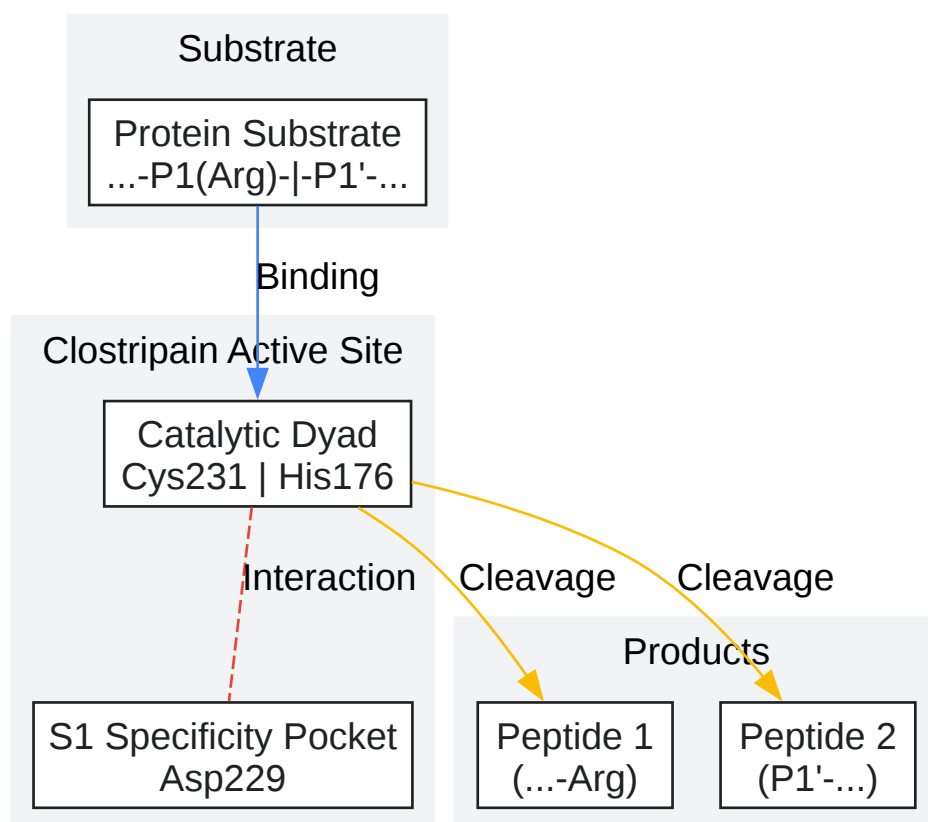 Substrate
Protein Substrate
...-P1(Arg)-|-P1'-...
Binding
Clostripain Active Site
Catalytic Dyad
Cys231 | His176
Interaction
Cleavage
Cleavage
Products
S1 Specificity Pocket
Asp229
Peptide 1
(...-Arg)
Peptide 2
(P1'-...)